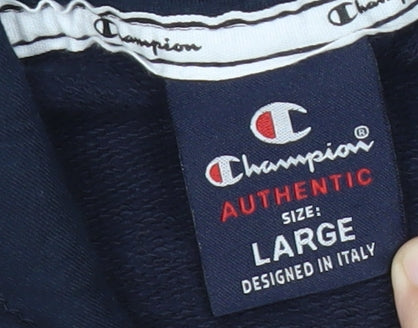 Champion
Champion
Champion®
AUTHENTIC
SIZE:
LARGE
DESIGNED IN ITALY